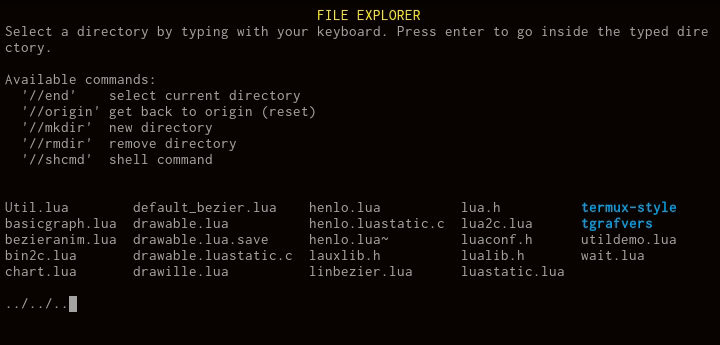 FILE EXPLORER
Select a directory by typing with your keyboard. Press enter to go inside the typed dire
ctory.
Available commands:
'//end' select current directory
'//origin' get back to origin (reset)
'//mkdir' new directory
'//rmdir' remove directory
'//shcmd' shell command
Util.lua default_bezier.lua henlo.lua lua.h termux-style
basicgraph.lua drawable.lua henlo.luastatic.c lua2c.lua tgrafvers
bezieranim.lua drawable.lua.save henlo.lua~ luaconf.h utildemo.lua
bin2c.lua drawable.luastatic.c lauxlib.h lualib.h wait.lua
chart.lua drawille.lua linbezier.lua luastatic.lua
../../..